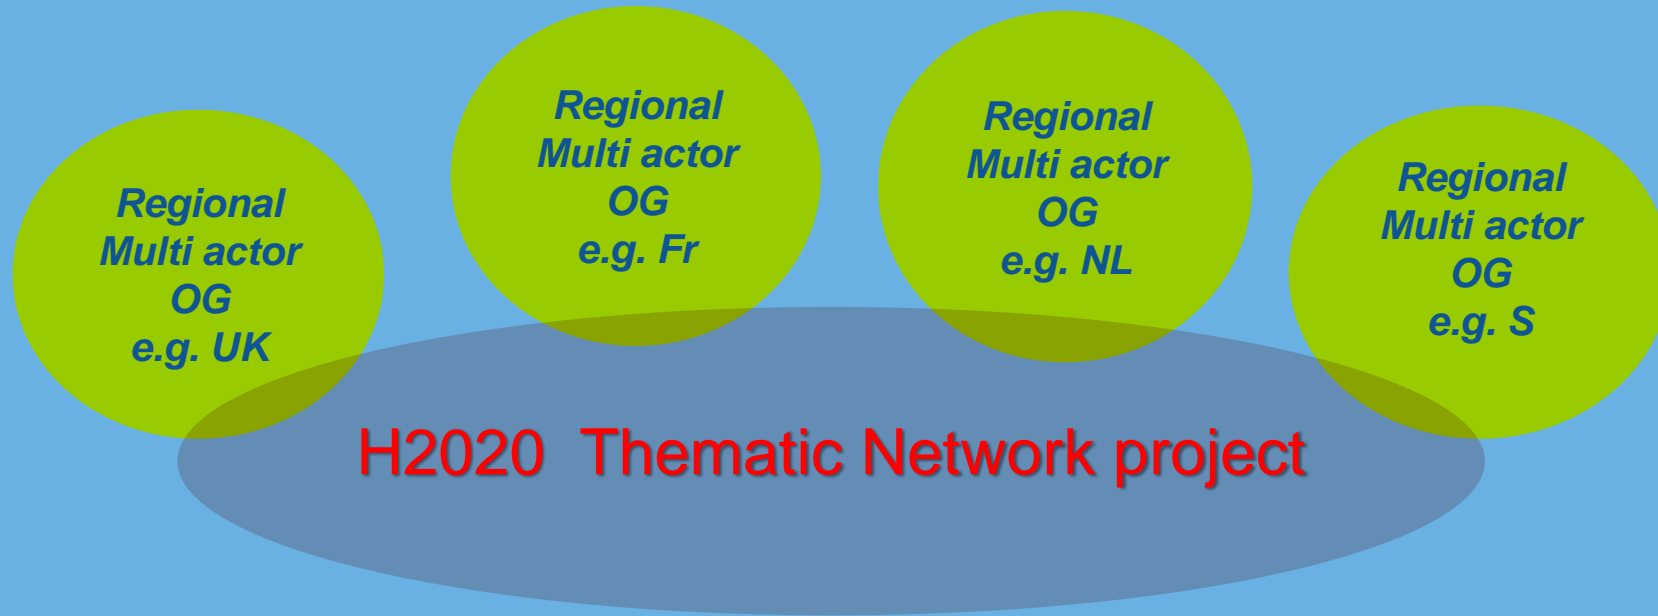 Regional
Multi actor
OG
e.g. UK
Regional
Multi actor
OG
e.g. Fr
Regional
Multi actor
OG
e.g. NL
Regional
Multi actor
OG
e.g. S
H2020 Thematic Network project